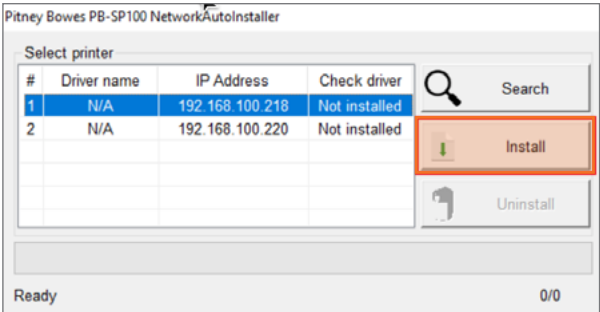 Pitney Bowes PB-SP100 NetworkAutoInstaller
Select printer
# Driver name IP Address Check driver
1 N/A 192.168.100.218 Not installed
2 N/A 192.168.100.220 Not installed
Search
Install
Uninstall
Ready 0/0